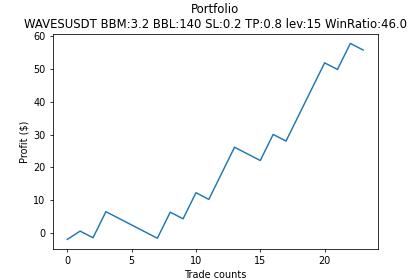 Portfolio
WAVESUSDT BBM:3.2 BBL:140 SL:0.2 TP:0.8 lev:15 WinRatio:46.0
60
50
40
30
20
10
0
Profit ($)
0 5 10 15 20
Trade counts